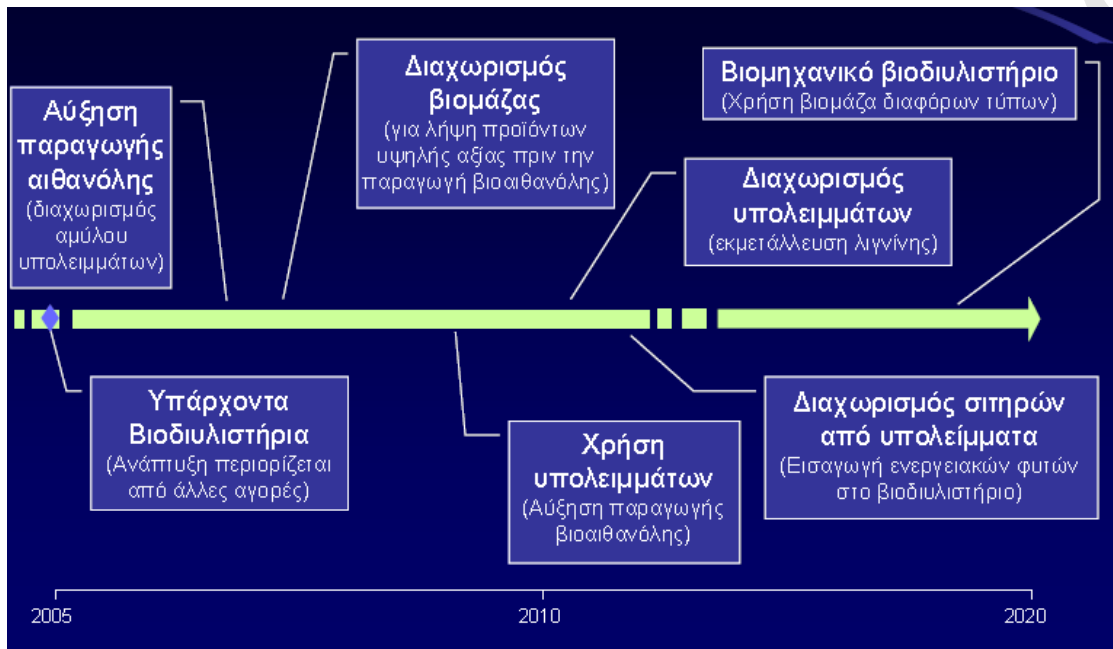 Αύξηση
παραγωγής
αιθανόλης
(διαχωρισμός
αμύλου
υπολειμμάτων)
Διαχωρισμός
βιομάζας
(για λήψη προϊόντων
υψηλής αξίας πριν την
παραγωγή βιοαιθανόλης)
Βιομηχανικό βιοδιυλιστήριο
(Χρήση βιομάζα διαφόρων τύπων)
Διαχωρισμός
υπολειμμάτων
(εκμετάλλευση λιγνίνης)
Υπάρχοντα
Βιοδιυλιστήρια
(Ανάπτυξη περιορίζεται
από άλλες αγορές)
Χρήση
υπολειμμάτων
(Αύξηση παραγωγής
βιοαιθανόλης)
Διαχωρισμός σιτηρών
από υπολείμματα
(Εισαγωγή ενεργειακών φυτών
στο βιοδιυλιστήριο)
2005
2010
2020